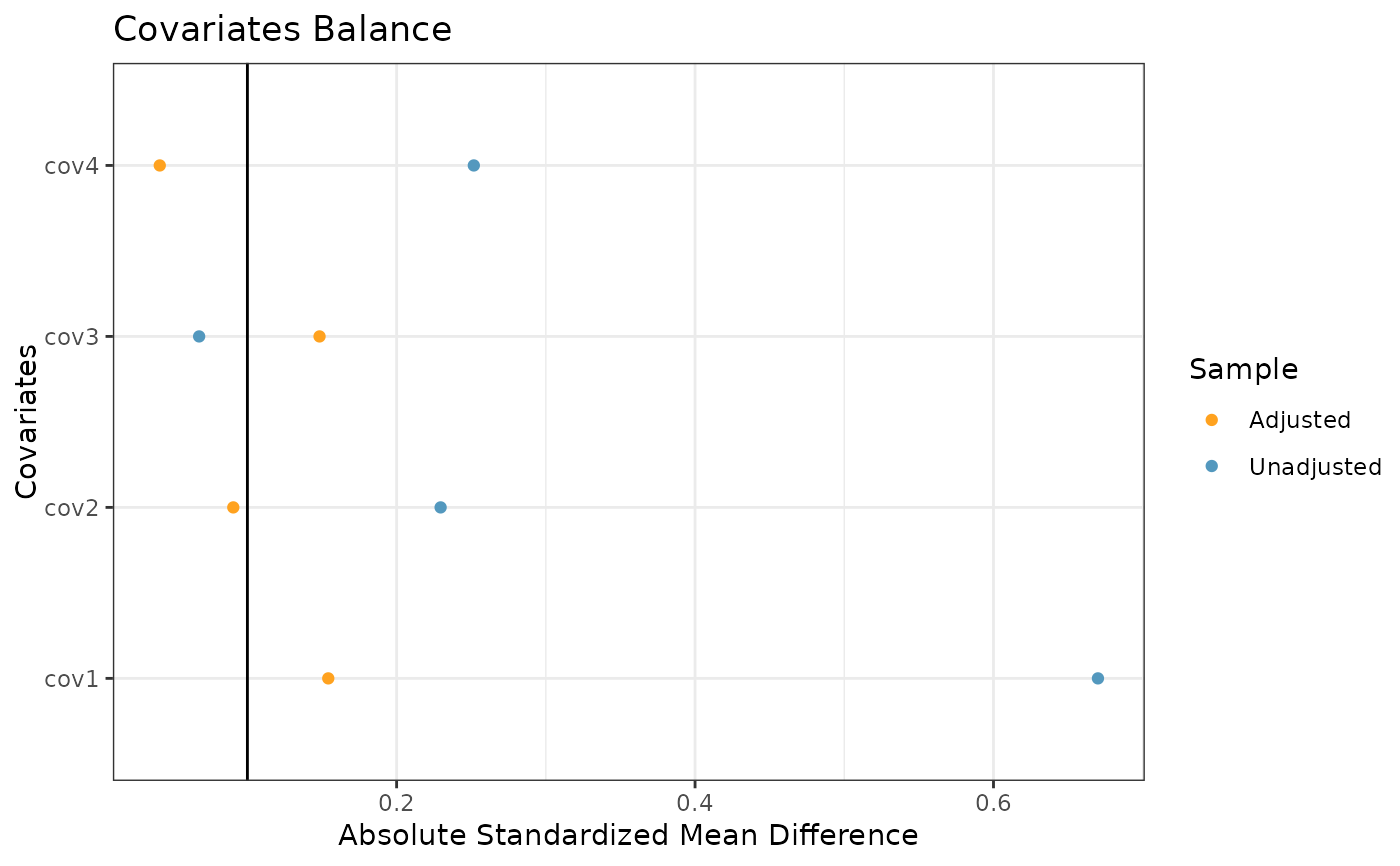 Covariates Balance
cov4
cov3
cov2
cov1
Covariates
0.2
0.4
0.6
Absolute Standardized Mean Difference
Sample
Adjusted
Unadjusted